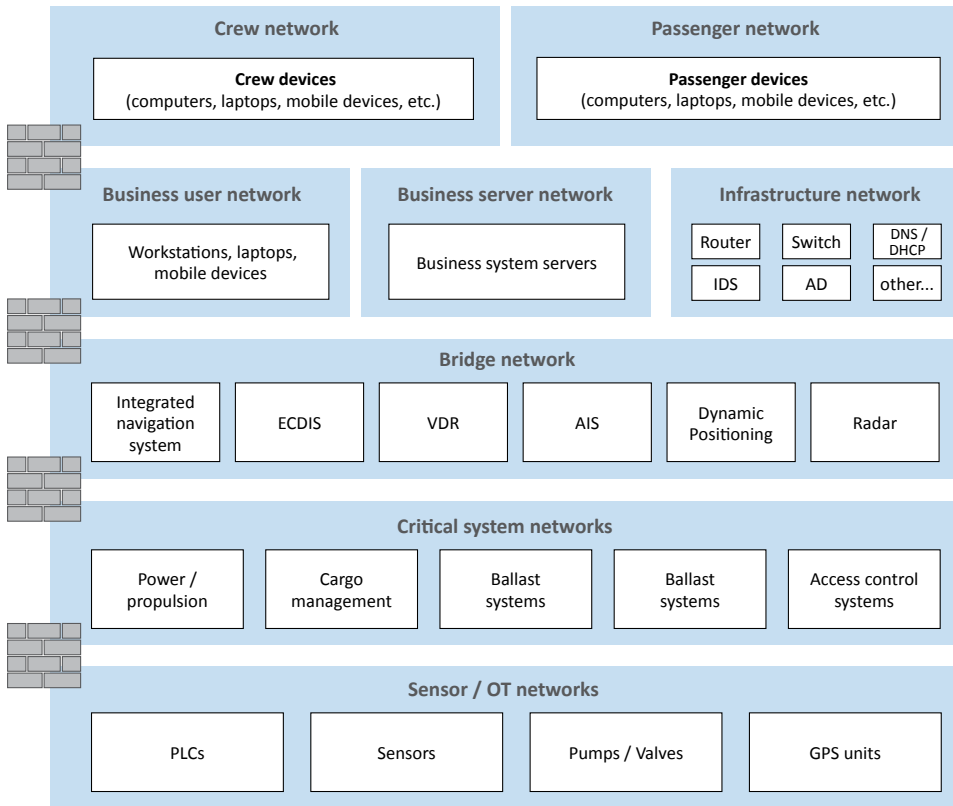 Crew network
Passenger network
Crew devices
(computers, laptops, mobile devices, etc.)
Passenger devices
(computers, laptops, mobile devices, etc.)
Business user network
Business server network
Infrastructure network
Workstations, laptops,
mobile devices
Business system servers
Router
Switch
DNS /
DHCP
IDS
AD
other...
Bridge network
Integrated
navigation
system
ECDIS
VDR
AIS
Dynamic
Positioning
Radar
Critical system networks
Power /
propulsion
Cargo
management
Ballast
systems
Ballast
systems
Access control
systems
Sensor / OT networks
PLCs
Sensors
Pumps / Valves
GPS units